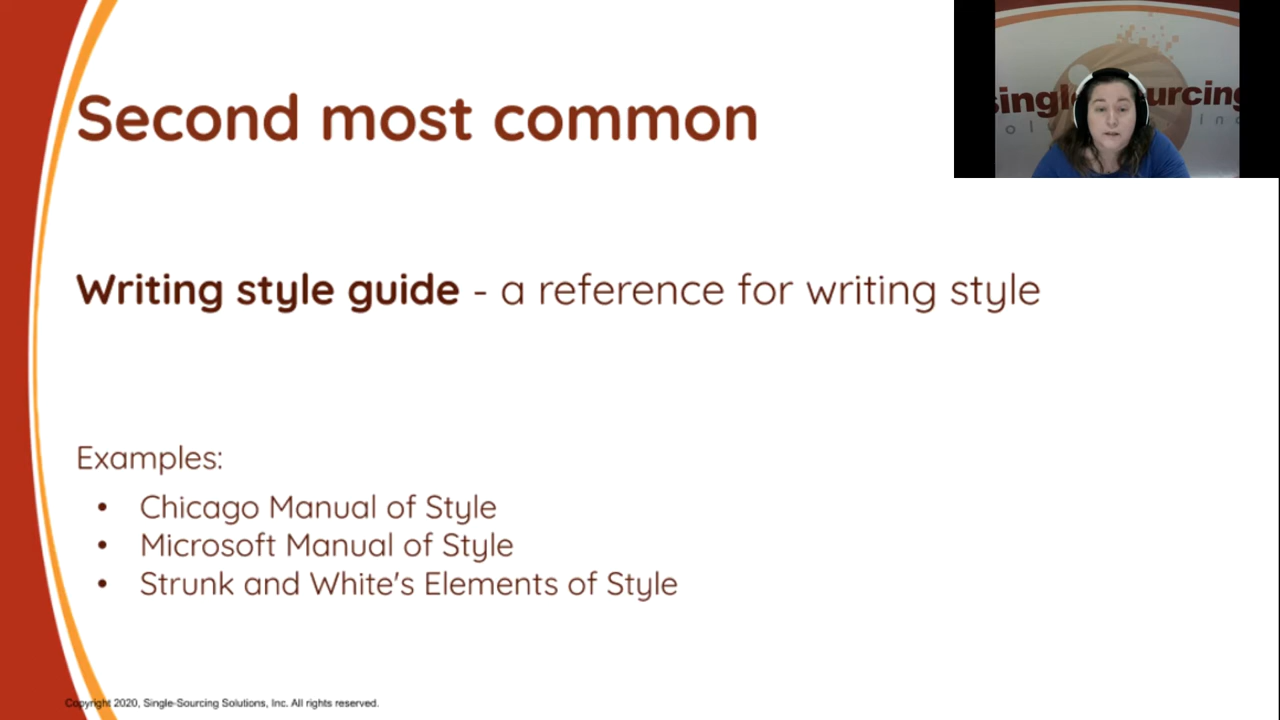 Second most common
Writing style guide - a reference for writing style
Examples:
• Chicago Manual of Style
• Microsoft Manual of Style
• Strunk and White's Elements of Style
Copyright 2020, Single-Sourcing Solutions, Inc. All rights reserved.